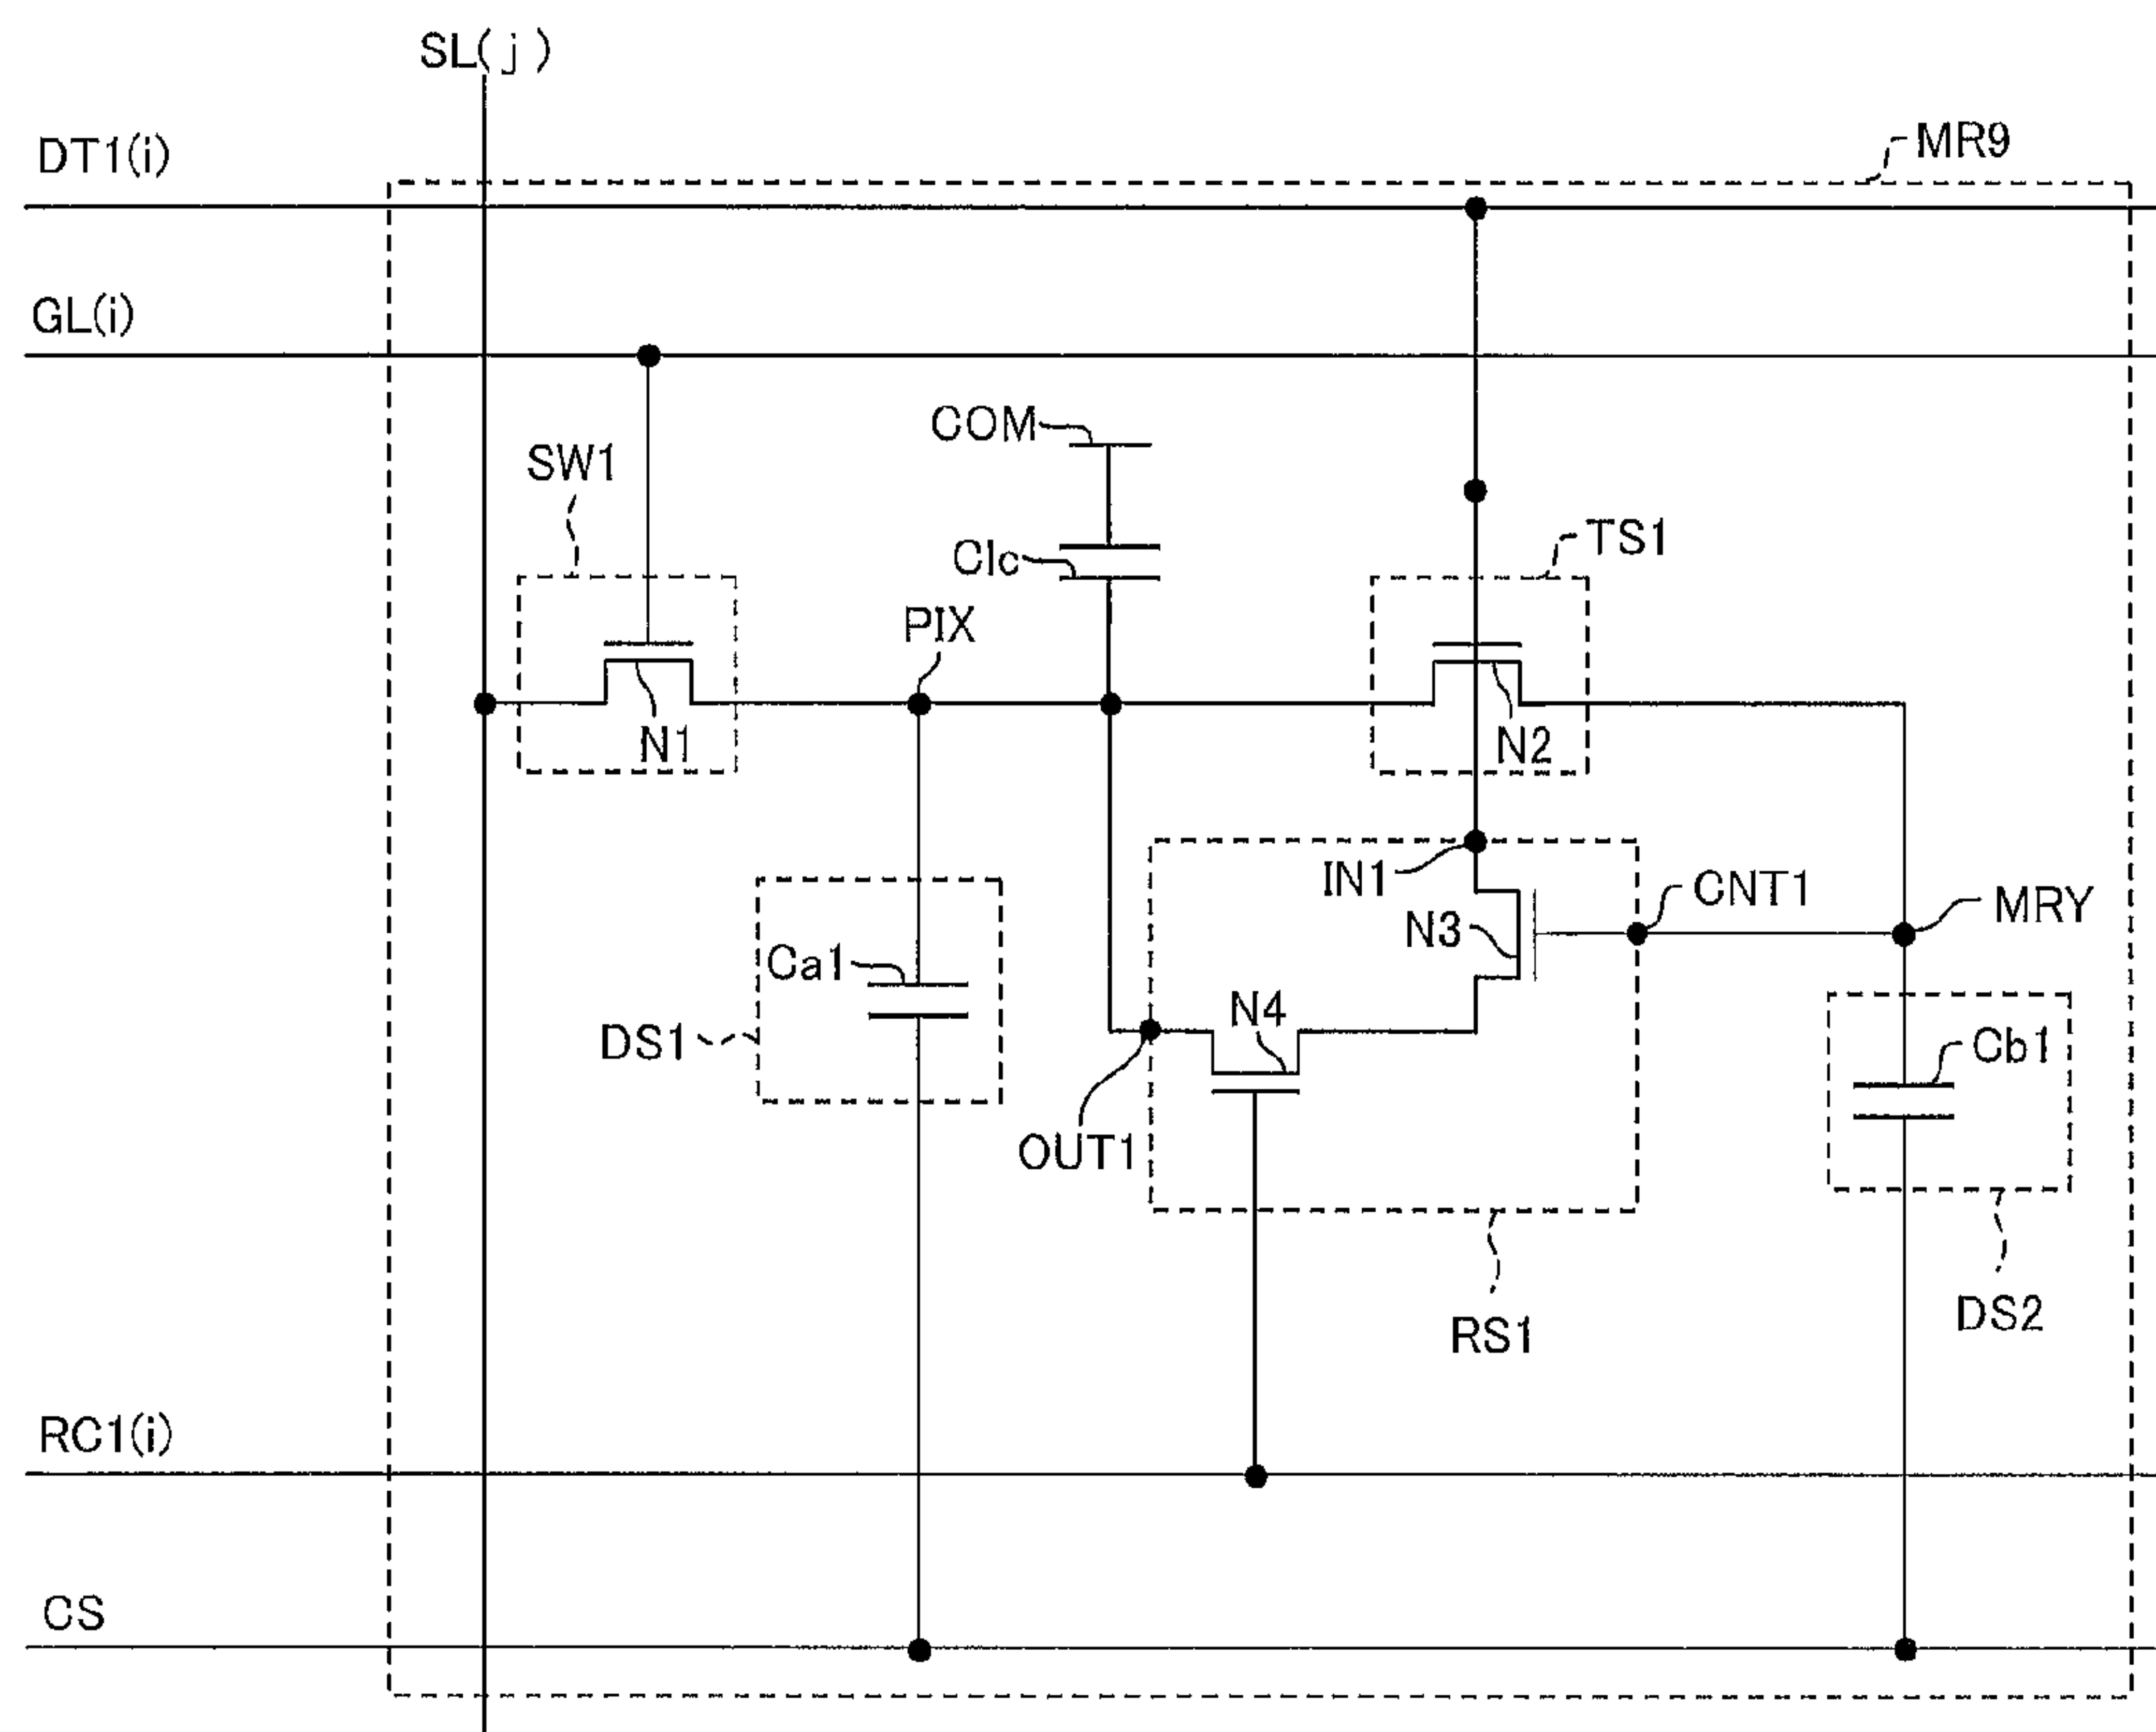 SL(j)
DT1(i)
MR9
GL(i)
COM
SW1
TS1
Clc
PIX
N1
N2
IN1
CNT1
MRY
N3
Ca1
N4
DS1
Cb1
OUT1
DS2
RS1
RC1(i)
CS